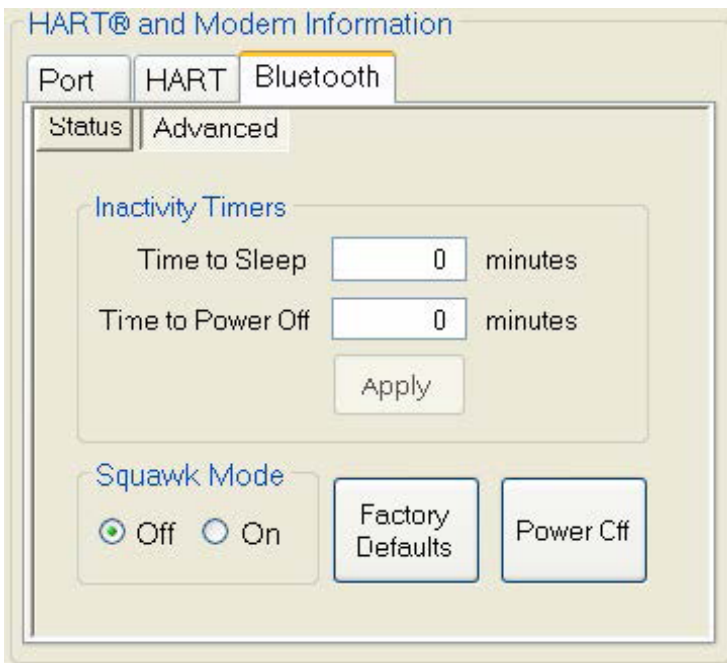 HART® and Modem Information
Port HART Bluetooth
Status Advanced
Inactivity Timers
Time to Sleep 0 minutes
Time to Power Off 0 minutes
Apply
Squawk Mode
Off On
Factory Defaults
Power Off